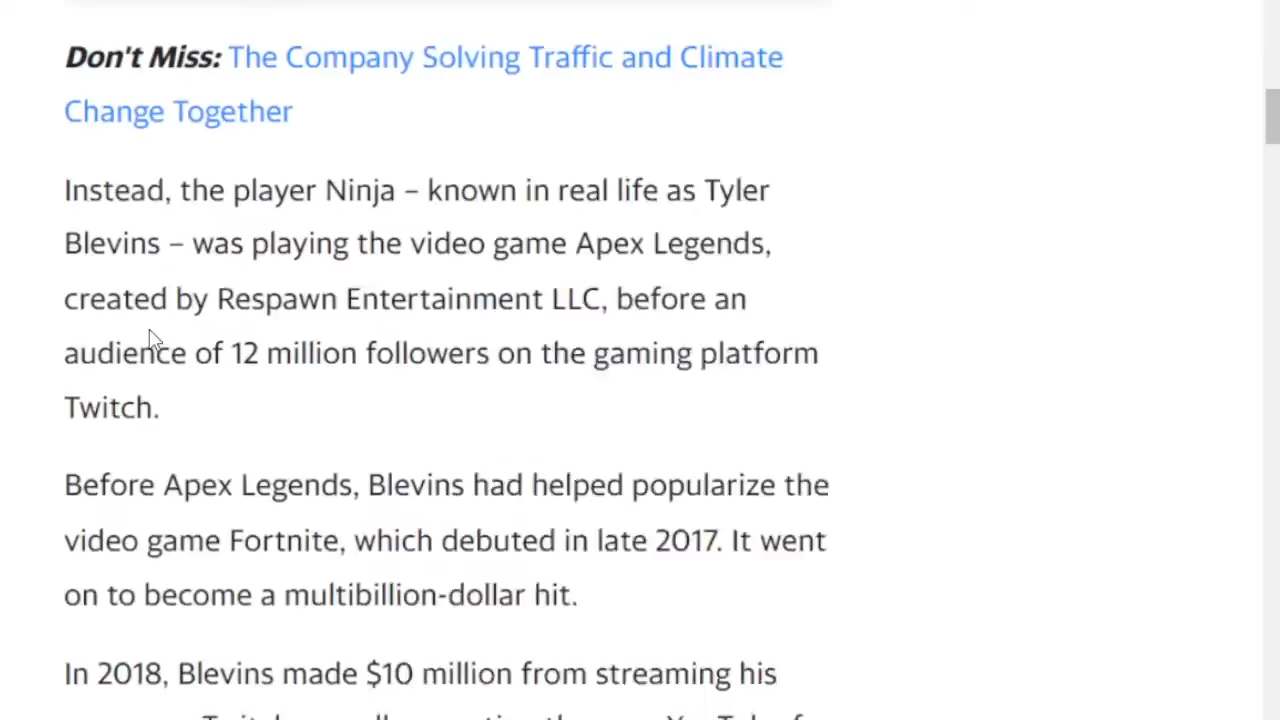 Don't Miss: The Company Solving Traffic and Climate
Change Together
Instead, the player Ninja – known in real life as Tyler
Blevins – was playing the video game Apex Legends,
created by Respawn Entertainment LLC, before an
audience of 12 million followers on the gaming platform
Twitch.
Before Apex Legends, Blevins had helped popularize the
video game Fortnite, which debuted in late 2017. It went
on to become a multibillion-dollar hit.
In 2018, Blevins made $10 million from streaming his